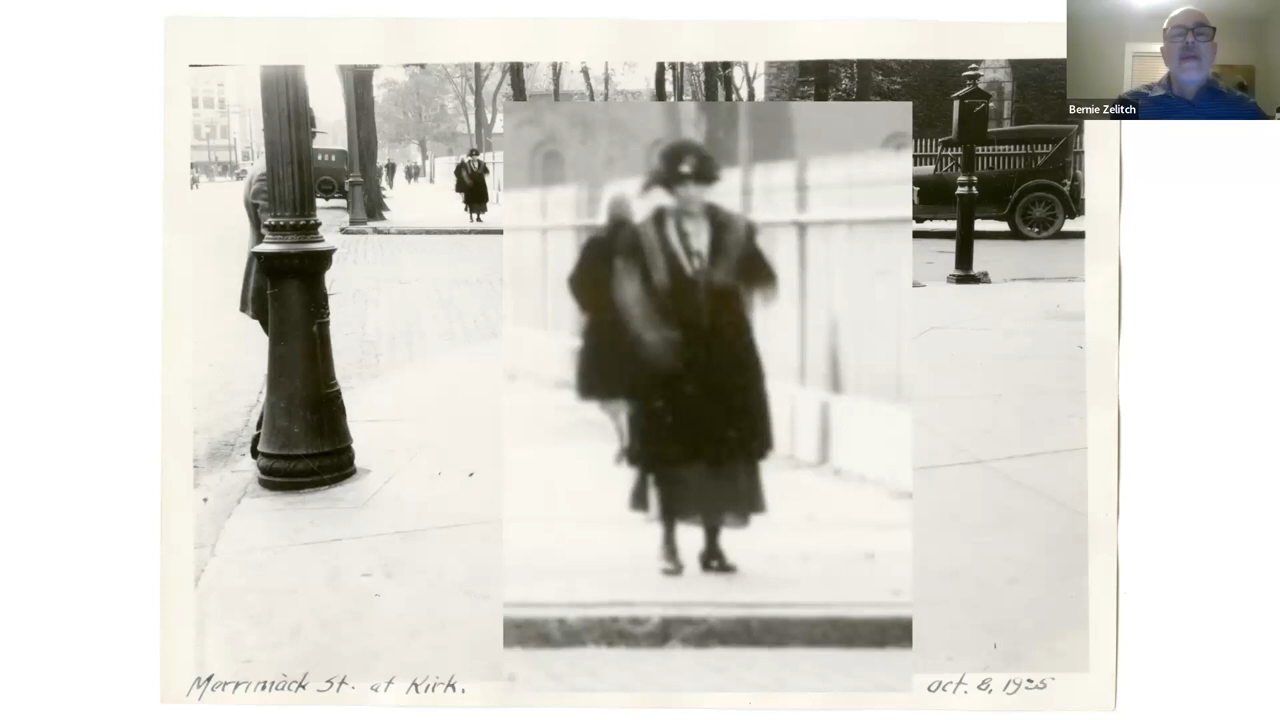 Bernie Zelitch
Merrimack St. at Kirk.
Oct. 8, 1925